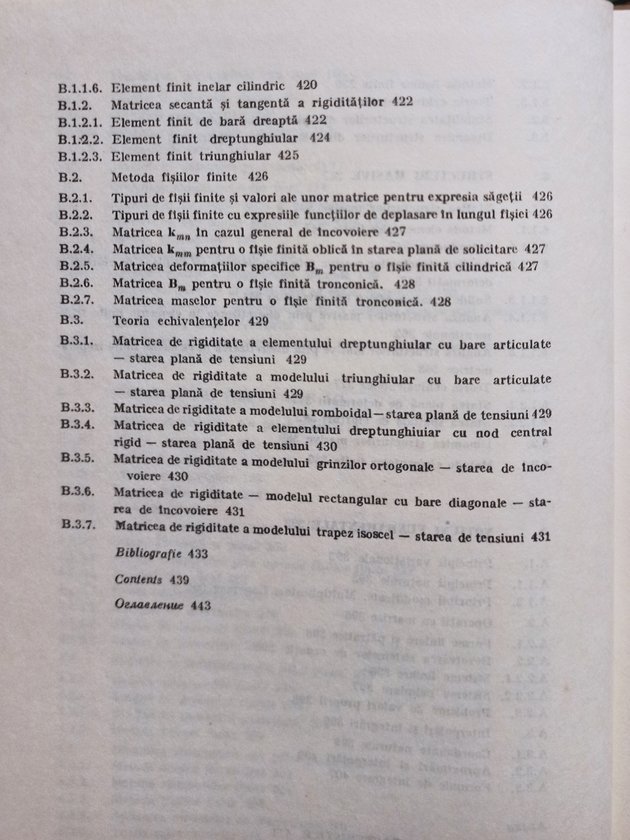 B.1.1.6. Element finit inelar cilindric 420
B.1.2. Matricea secantă și tangentă a rigidităților 422
B.1.2.1. Element finit de bară dreaptă 422
B.1.2.2. Element finit dreptunghiular 424
B.1.2.3. Element finit triunghiular 425
B.2. Metoda fîșiilor finite 426
B.2.1. Tipuri de fîșii finite și valori ale unor matrice pentru expresia săgeții 426
B.2.2. Tipuri de fîșii finite cu expresiile funcțiilor de deplasare în lungul fîșiei 426
B.2.3. Matricea kmn în cazul general de încovoiere 427
B.2.4. Matricea kmm pentru o fîșie finită oblică în starea plană de solicitare 427
B.2.5. Matricea deformațiilor specifice Bm pentru o fîșie finită cilindrică 427
B.2.6. Matricea Bm pentru o fîșie finită tronconică. 428
B.2.7. Matricea maselor pentru o fîșie finită tronconică. 428
B.3. Teoria echivalențelor 429
B.3.1. Matricea de rigiditate a elementului dreptunghiular cu bare articulate
— starea plană de tensiuni 429
B.3.2. Matricea de rigiditate a modelului triunghiular cu bare articulate
— starea plană de tensiuni 429
B.3.3. Matricea de rigiditate a modelului romboidal — starea plană de tensiuni 429
B.3.4. Matricea de rigiditate a elementului dreptunghiuiar cu nod central
rigid — starea plană de tensiuni 430
B.3.5. Matricea de rigiditate a modelului grinzilor ortogonale — starea de înco-
voiere 430
B.3.6. Matricea de rigiditate — modelul rectangular cu bare diagonale — sta-
rea de încovoiere 431
B.3.7. Matricea de rigiditate a modelului trapez isoscel — starea de tensiuni 431
Bibliografie 433
Contents 439
Оглавление 443